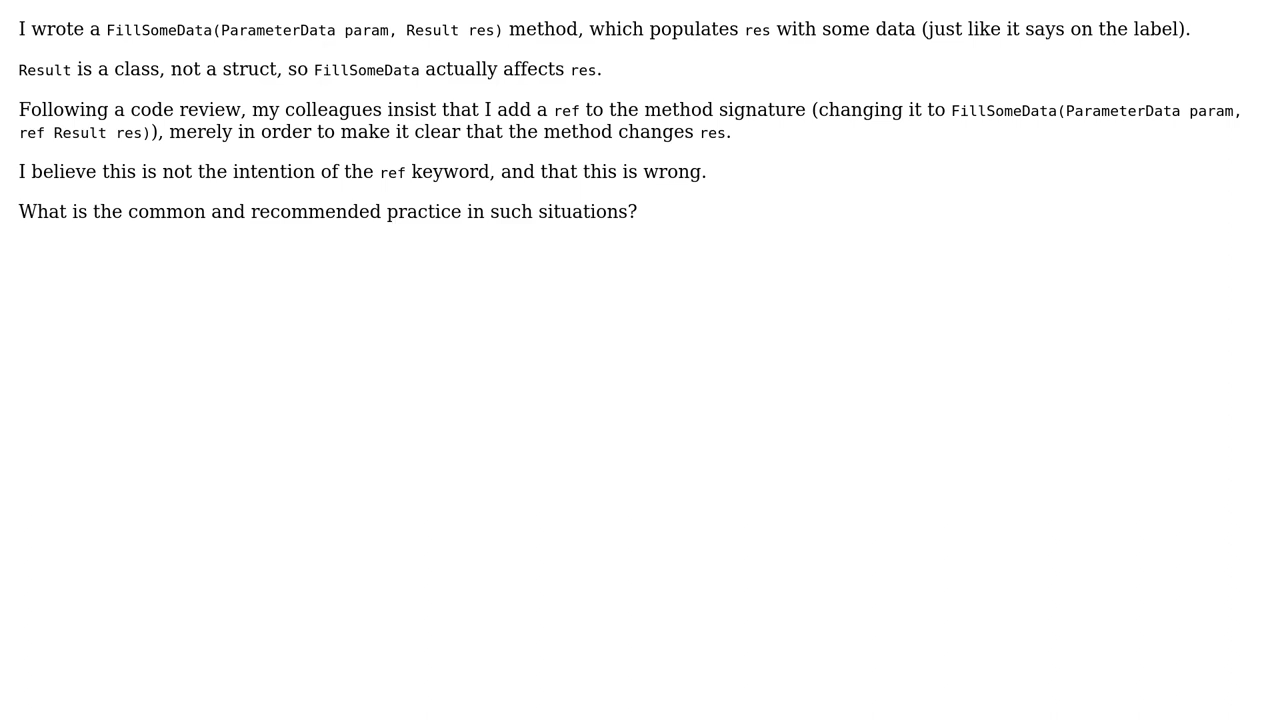 I wrote a FillSomeData(ParameterData param, Result res) method, which populates res with some data (just like it says on the label).
Result is a class, not a struct, so FillSomeData actually affects res.
Following a code review, my colleagues insist that I add a ref to the method signature (changing it to FillSomeData(ParameterData param,
ref Result res)), merely in order to make it clear that the method changes res.
I believe this is not the intention of the ref keyword, and that this is wrong.
What is the common and recommended practice in such situations?